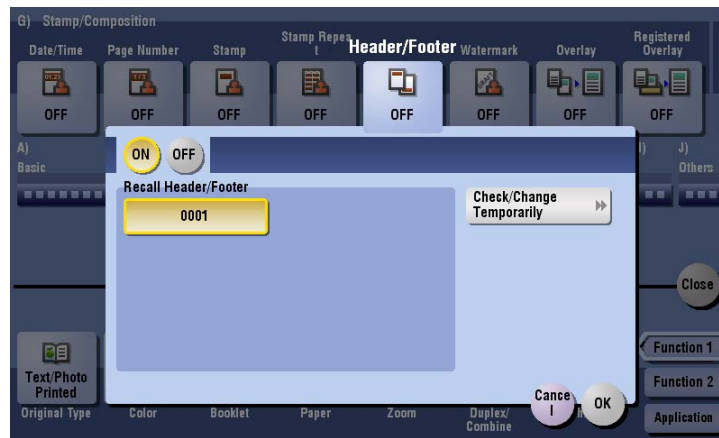 G) Stamp/Composition
Date/Time
Page Number
Stamp
Stamp Repea
t
Header/Footer
Watermark
Overlay
Registered
Overlay
OFF
OFF
OFF
OFF
OFF
OFF
OFF
OFF
A)
Basic
J)
Others
ON
OFF
Recall Header/Footer
0001
Check/Change
Temporarily
Close
Text/Photo
Printed
Function 1
Function 2
Application
Cance
l
OK
Original Type
Color
Booklet
Paper
Zoom
Duplex/
Combine